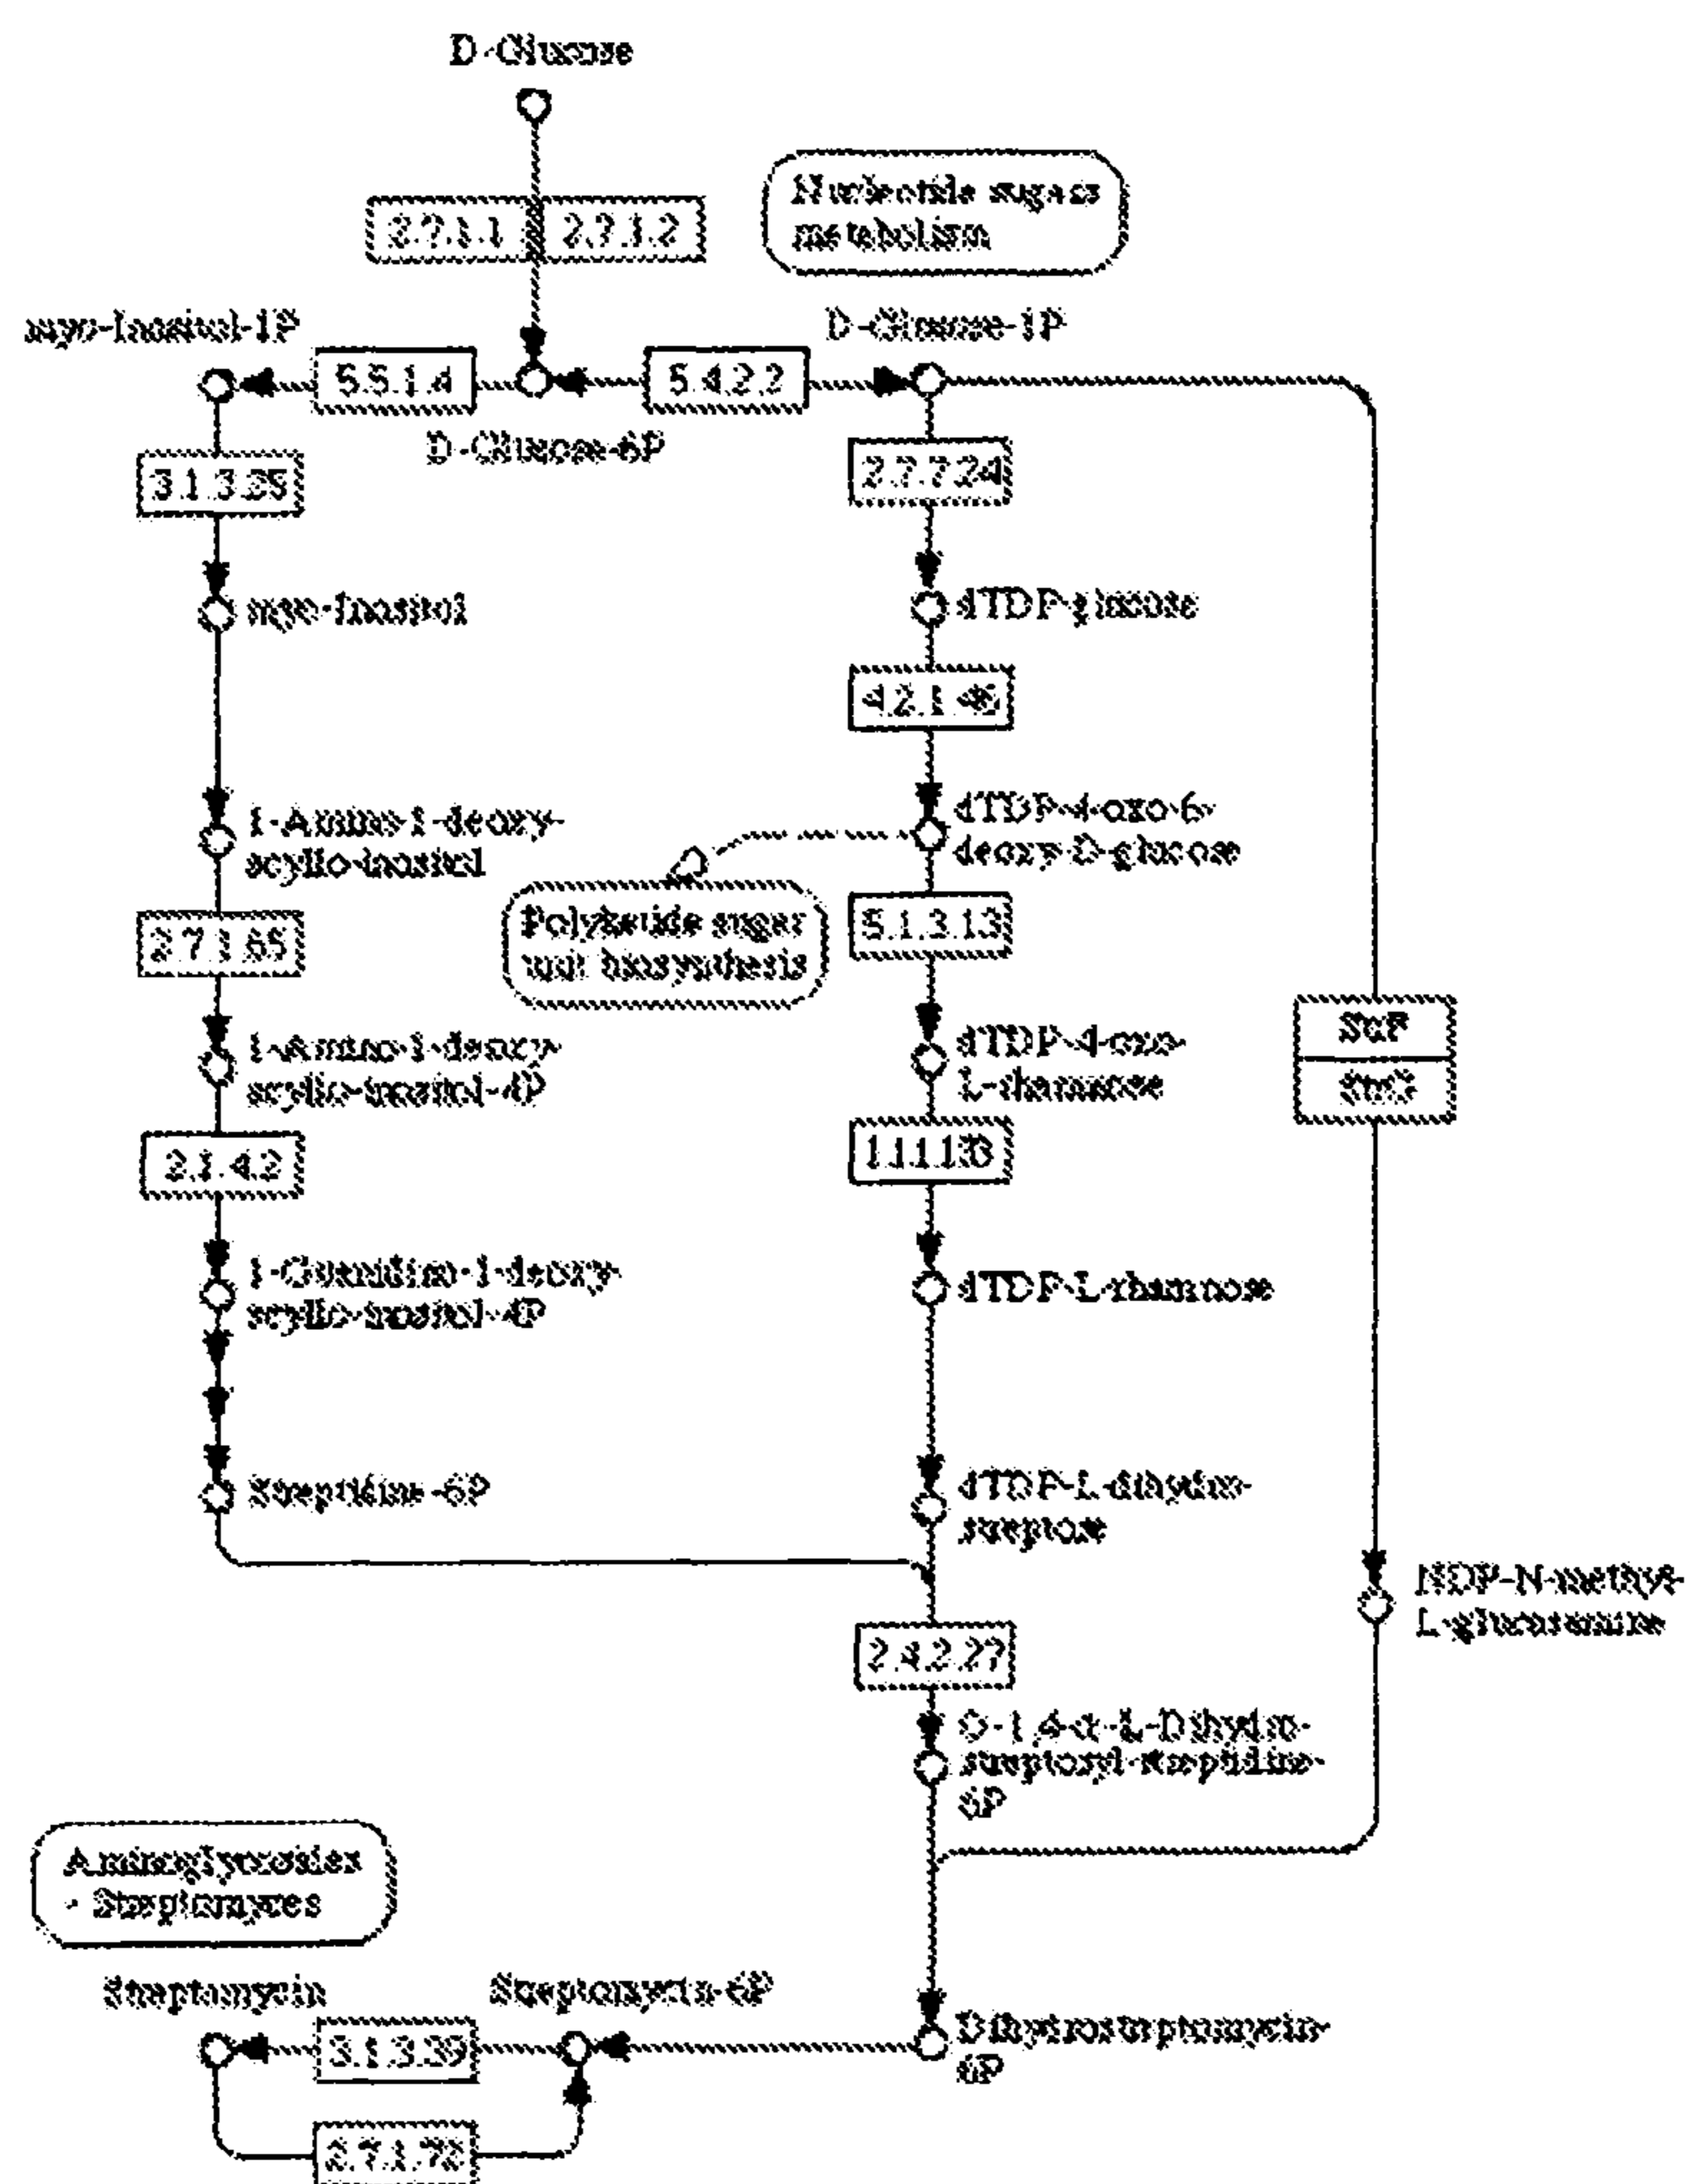 D-Glucose
2.7.1.1
2.7.1.2
Nucleotide sugars
metabolism
myo-Inositol-1P
D-Glucose-1P
5.5.1.4
5.4.2.2
D-Glucose-6P
3.1.3.25
2.7.7.24
myo-Inositol
dTDP-glucose
4.2.1.46
1-Amino-1-deoxy-
scyllo-inositol
dTDP-4-oxo-6-
deoxy-D-glucose
2.7.1.65
Polyketide sugar
unit biosynthesis
5.1.3.13
1-Amino-1-deoxy-
scyllo-inositol-4P
dTDP-4-oxo-
L-rhamnose
StrF
StrG
2.1.4.2
1.1.1.133
1-Guanidino-1-deoxy-
scyllo-inositol-4P
dTDP-L-rhamnose
Streptidine-6P
dTDP-L-dihydro-
streptose
NDP-N-methyl-
L-glucosamine
2.4.2.27
O-1,4-α-L-Dihydro-
streptosyl-streptidine-
6P
Aminoglycosides
- Streptomyces
Streptomycin
Streptomycin-6P
3.1.3.39
Dihydrostreptomycin-
6P
2.7.1.72